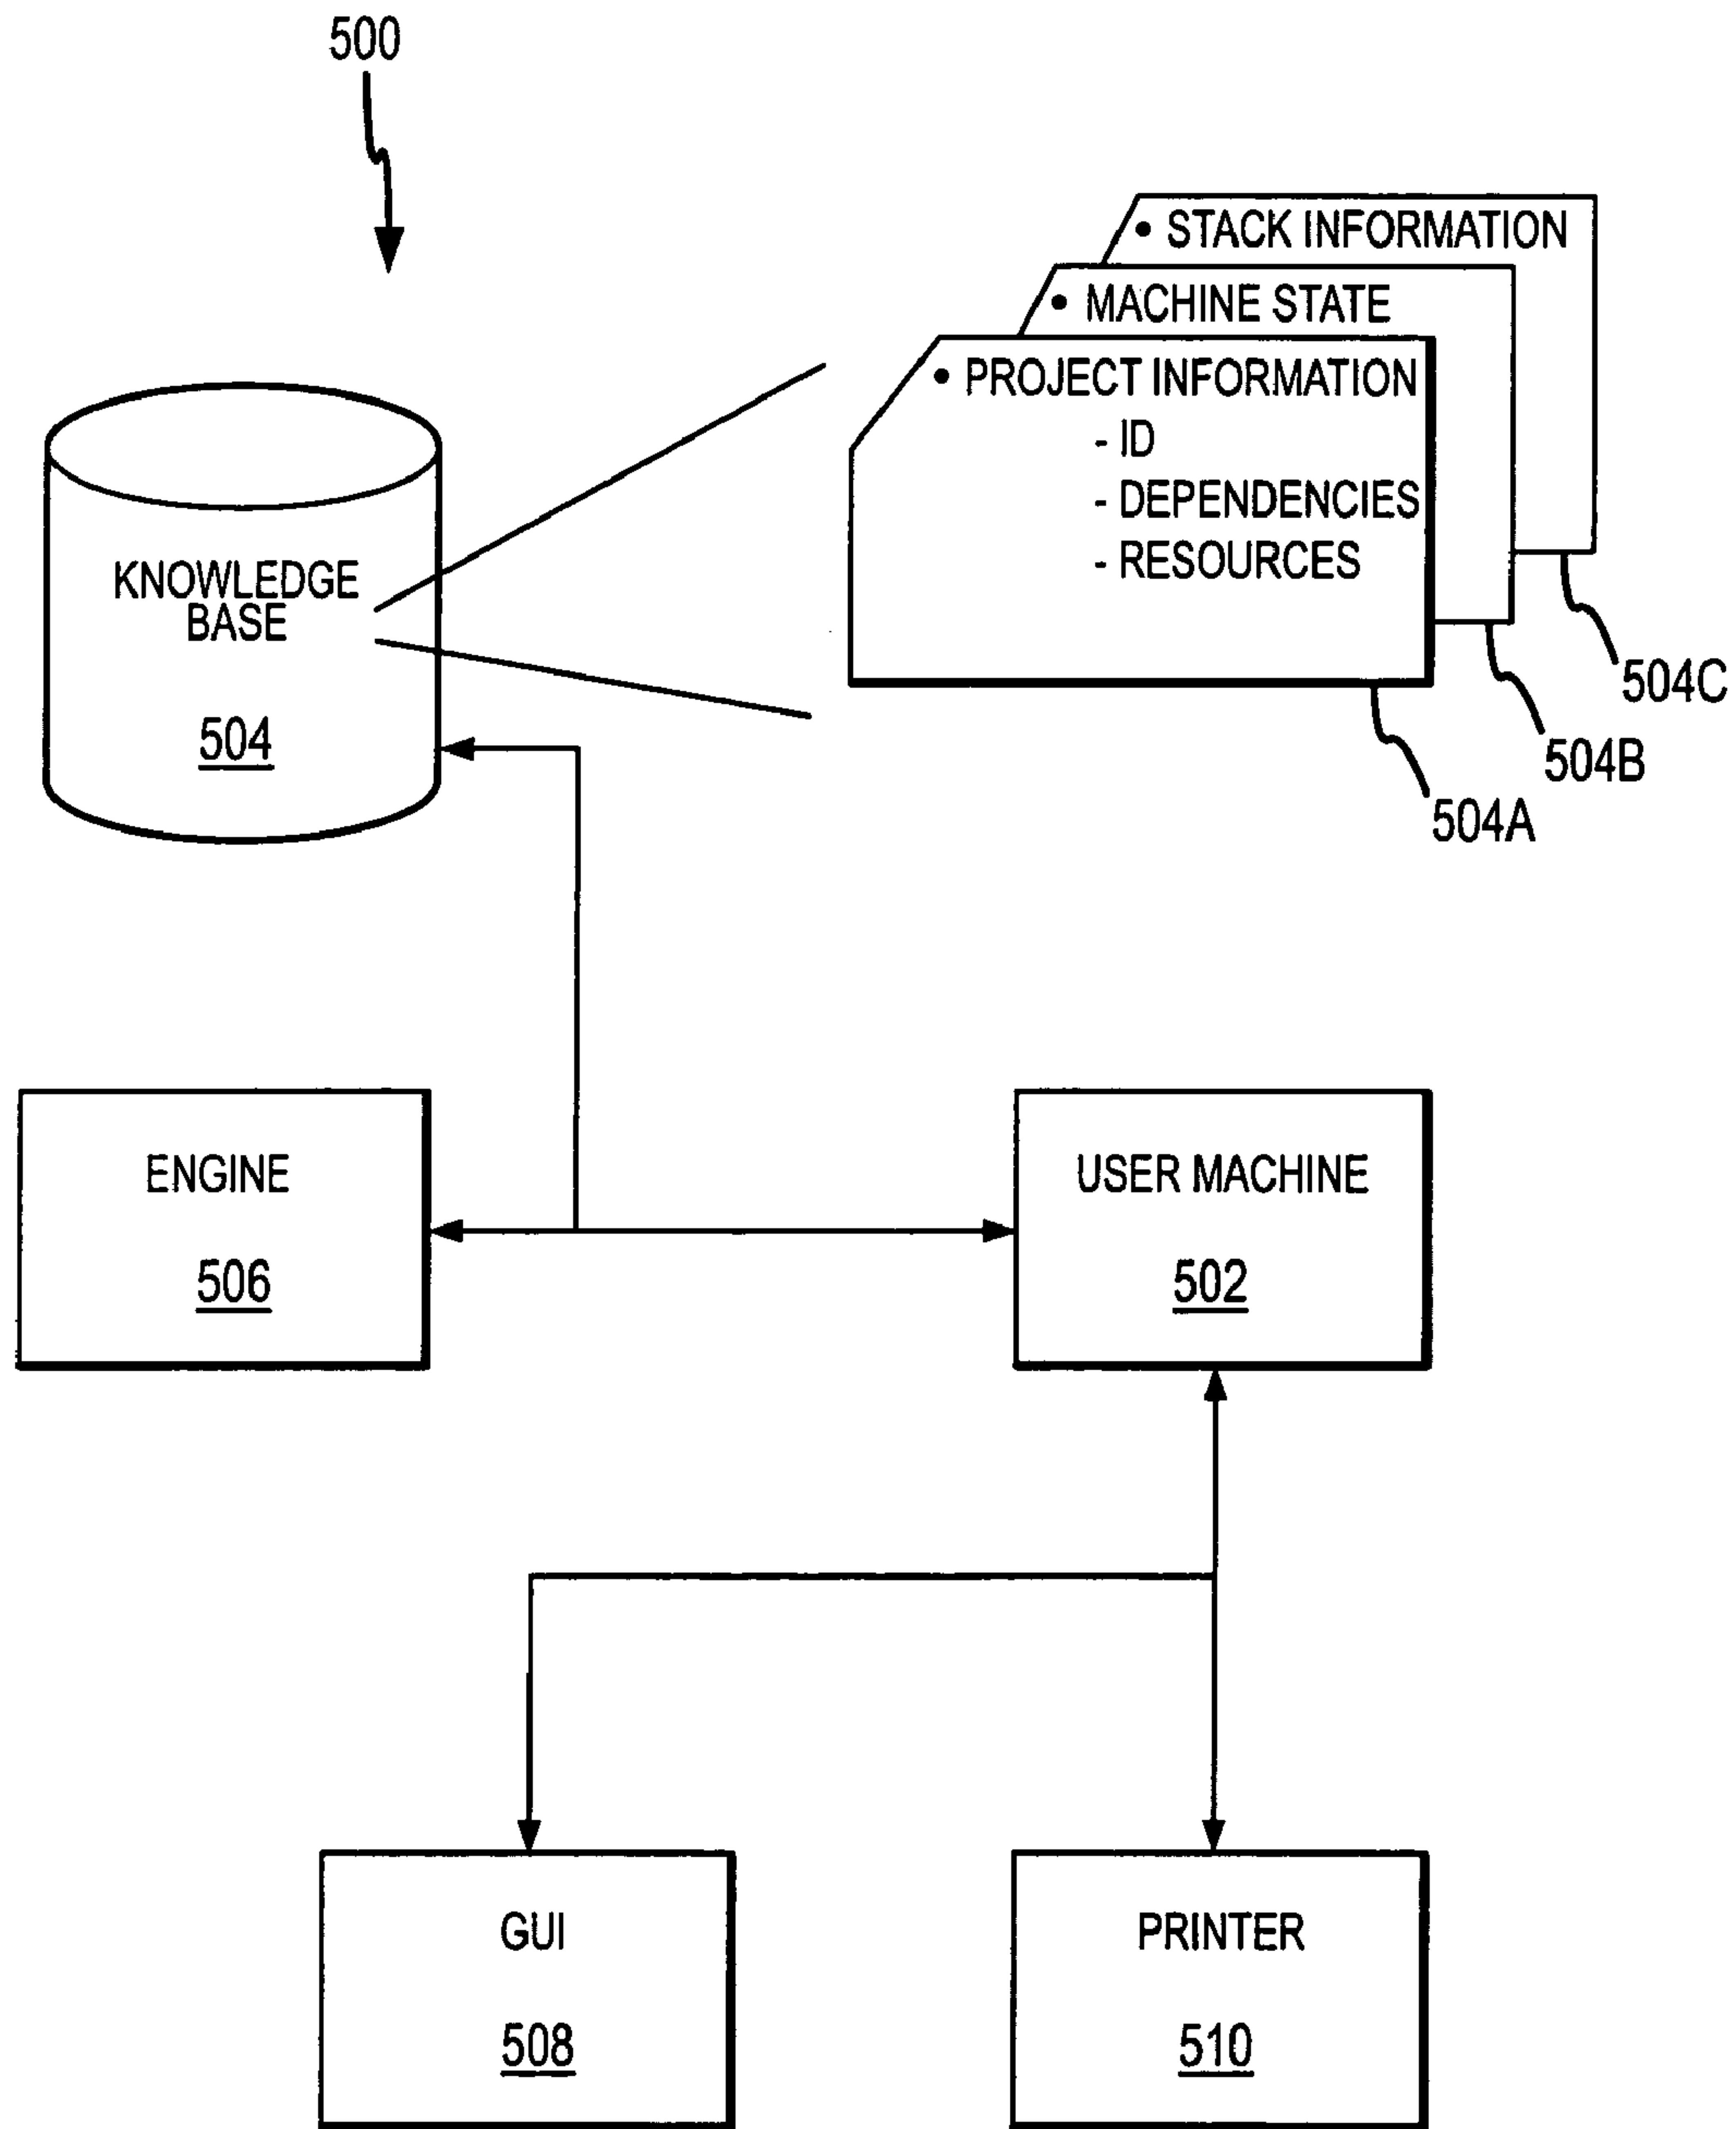 500
• STACK INFORMATION
• MACHINE STATE
• PROJECT INFORMATION
- ID
- DEPENDENCIES
- RESOURCES
KNOWLEDGE
BASE
504
504C
504B
504A
ENGINE
506
USER MACHINE
502
GUI
508
PRINTER
510